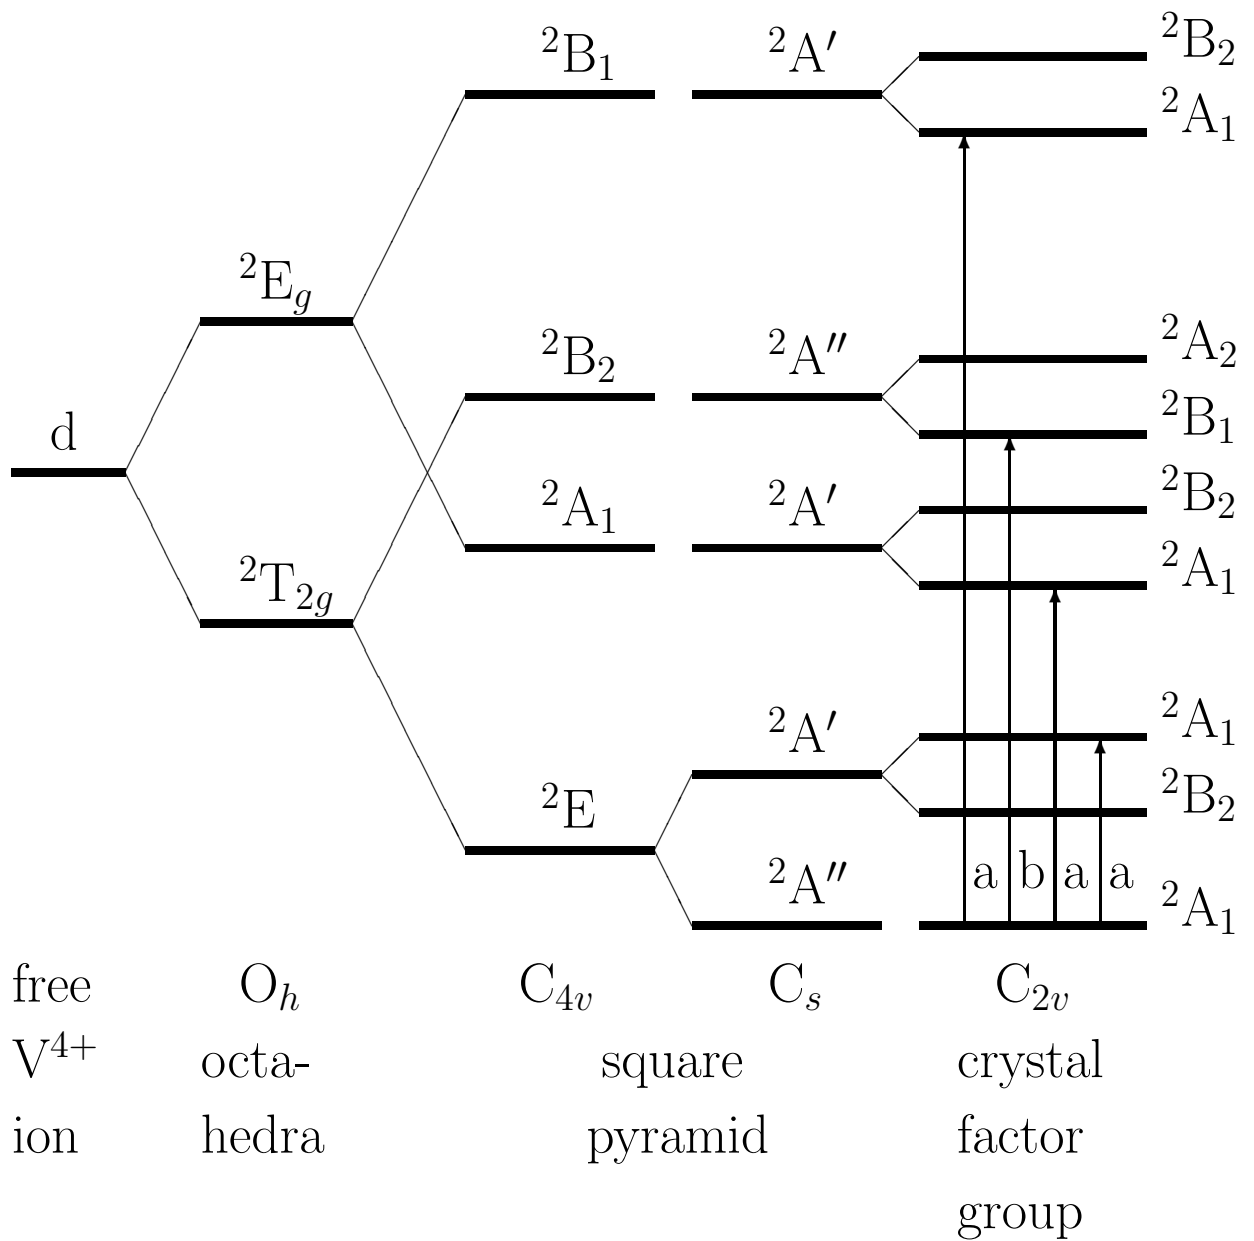 ²B₁ ²A′ ²B₂
²A₁
²E_g
²B₂ ²A″ ²A₂
²B₁
d
²A₁ ²A′ ²B₂
²A₁
²T₂g
²A′ ²A₁
²E ²B₂
a b a a
²A″ ²A₁
free O_h C₄ᵥ C_s C₂ᵥ
V⁴⁺ octa- square crystal
ion hedra pyramid factor
group